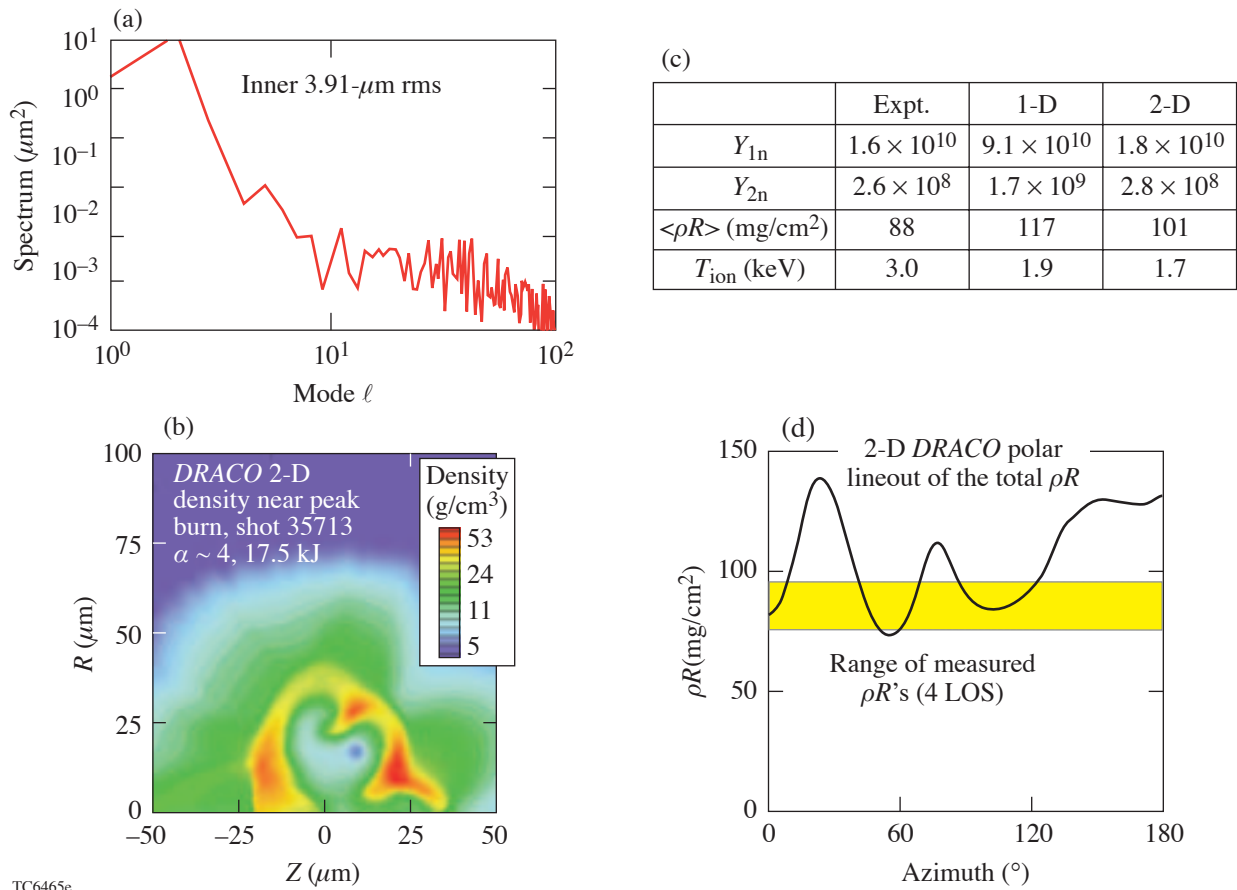 (a)
10¹
10⁰
10⁻¹
10⁻²
10⁻³
10⁻⁴
Spectrum (μm²)
Inner 3.91-μm rms
10⁰
10¹
10²
Mode ℓ
(c)
Expt. 1-D 2-D
Y₁ₙ 1.6 × 10¹⁰ 9.1 × 10¹⁰ 1.8 × 10¹⁰
Y₂ₙ 2.6 × 10⁸ 1.7 × 10⁹ 2.8 × 10⁸
<ρR> (mg/cm²) 88 117 101
T_ion (keV) 3.0 1.9 1.7
(b)
100
75
50
25
0
R (μm)
DRACO 2-D
density near peak
burn, shot 35713
α ~ 4, 17.5 kJ
Density
(g/cm³)
53
24
11
5
–50 –25 0 25 50
Z (μm)
(d)
150
100
50
0
ρR(mg/cm²)
2-D DRACO polar
lineout of the total ρR
Range of measured
ρR's (4 LOS)
0 60 120 180
Azimuth (°)
TC6465e